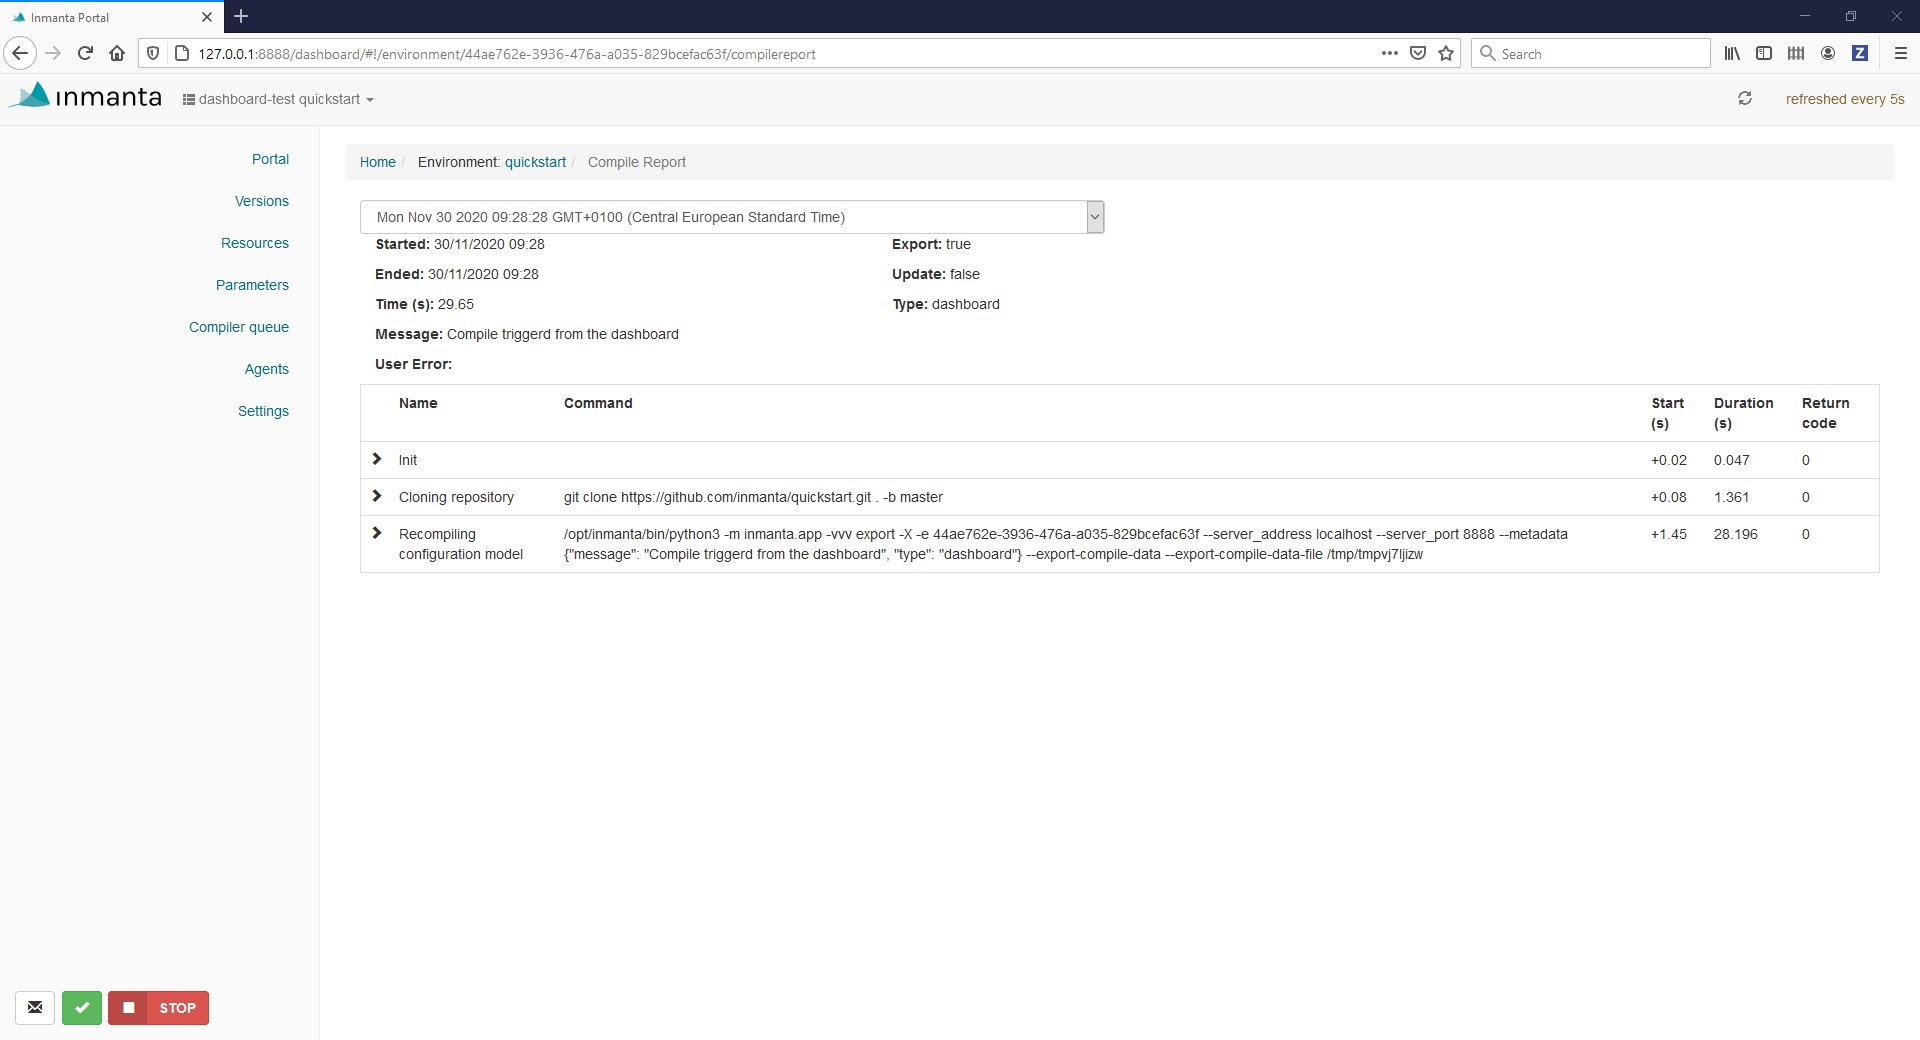 Inmanta Portal
127.0.0.1:8888/dashboard/#!/environment/44ae762e-3936-476a-a035-829bcefac63f/compilereport
Search
Z
inmanta
dashboard-test quickstart
refreshed every 5s
Portal
Versions
Resources
Parameters
Compiler queue
Agents
Settings
Home / Environment: quickstart / Compile Report
Mon Nov 30 2020 09:28:28 GMT+0100 (Central European Standard Time)
Started: 30/11/2020 09:28
Export: true
Ended: 30/11/2020 09:28
Update: false
Time (s): 29.65
Type: dashboard
Message: Compile triggerd from the dashboard
User Error:
Name Command Start (s) Duration (s) Return code
Init +0.02 0.047 0
Cloning repository git clone https://github.com/inmanta/quickstart.git . -b master +0.08 1.361 0
Recompiling configuration model /opt/inmanta/bin/python3 -m inmanta.app -vvv export -X -e 44ae762e-3936-476a-a035-829bcefac63f --server_address localhost --server_port 8888 --metadata
{"message": "Compile triggerd from the dashboard", "type": "dashboard"} --export-compile-data --export-compile-data-file /tmp/tmpvj7ljizw +1.45 28.196 0
STOP